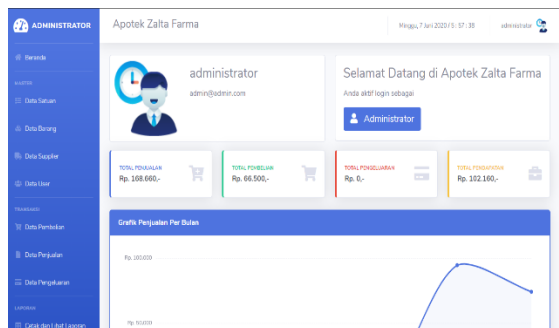 ADMINISTRATOR
Apotek Zalta Farma
Minggu, 7 Juni 2020 / 6 : 57 : 38
administrator
Beranda
MASTER
Data Satuan
Data Barang
Data Supplier
Data User
TRANSAKSI
Data Pembelian
Data Penjualan
Data Pengeluaran
LAPORAN
Cetak dan Lihat Laporan
administrator
admin@admin.com
Selamat Datang di Apotek Zalta Farma
Anda aktif login sebagai
Administrator
TOTAL PENJUALAN
Rp. 168.660,-
TOTAL PEMBELIAN
Rp. 66.500,-
TOTAL PENGELUARAN
Rp. 0,-
TOTAL PENDAPATAN
Rp. 102.160,-
Grafik Penjualan Per Bulan
Rp. 100.000
Rp. 50.000